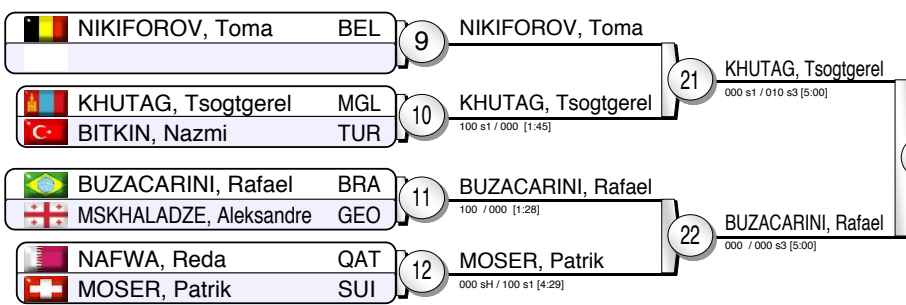 NIKIFOROV, Toma BEL
9
NIKIFOROV, Toma
KHUTAG, Tsogtgerel MGL
BITKIN, Nazmi TUR
10
KHUTAG, Tsogtgerel
100 s1 / 000 [1:45]
21
KHUTAG, Tsogtgerel
000 s1 / 010 s3 [5:00]
BUZACARINI, Rafael BRA
MSKHALADZE, Aleksandre GEO
11
BUZACARINI, Rafael
100 / 000 [1:28]
NAFWA, Reda QAT
MOSER, Patrik SUI
12
MOSER, Patrik
000 sH / 100 s1 [4:29]
22
BUZACARINI, Rafael
000 / 000 s3 [5:00]